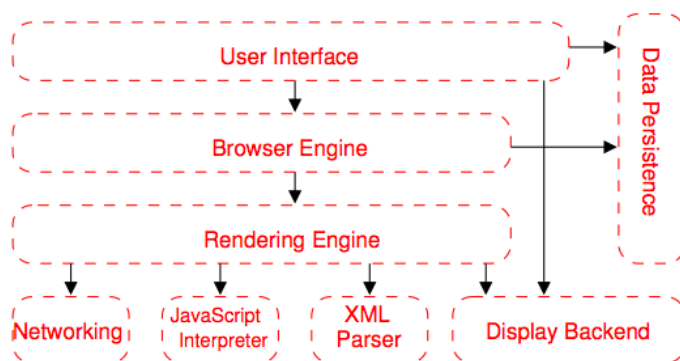 User Interface
Data Persistence
Browser Engine
Rendering Engine
Networking
JavaScript
Interpreter
XML
Parser
Display Backend